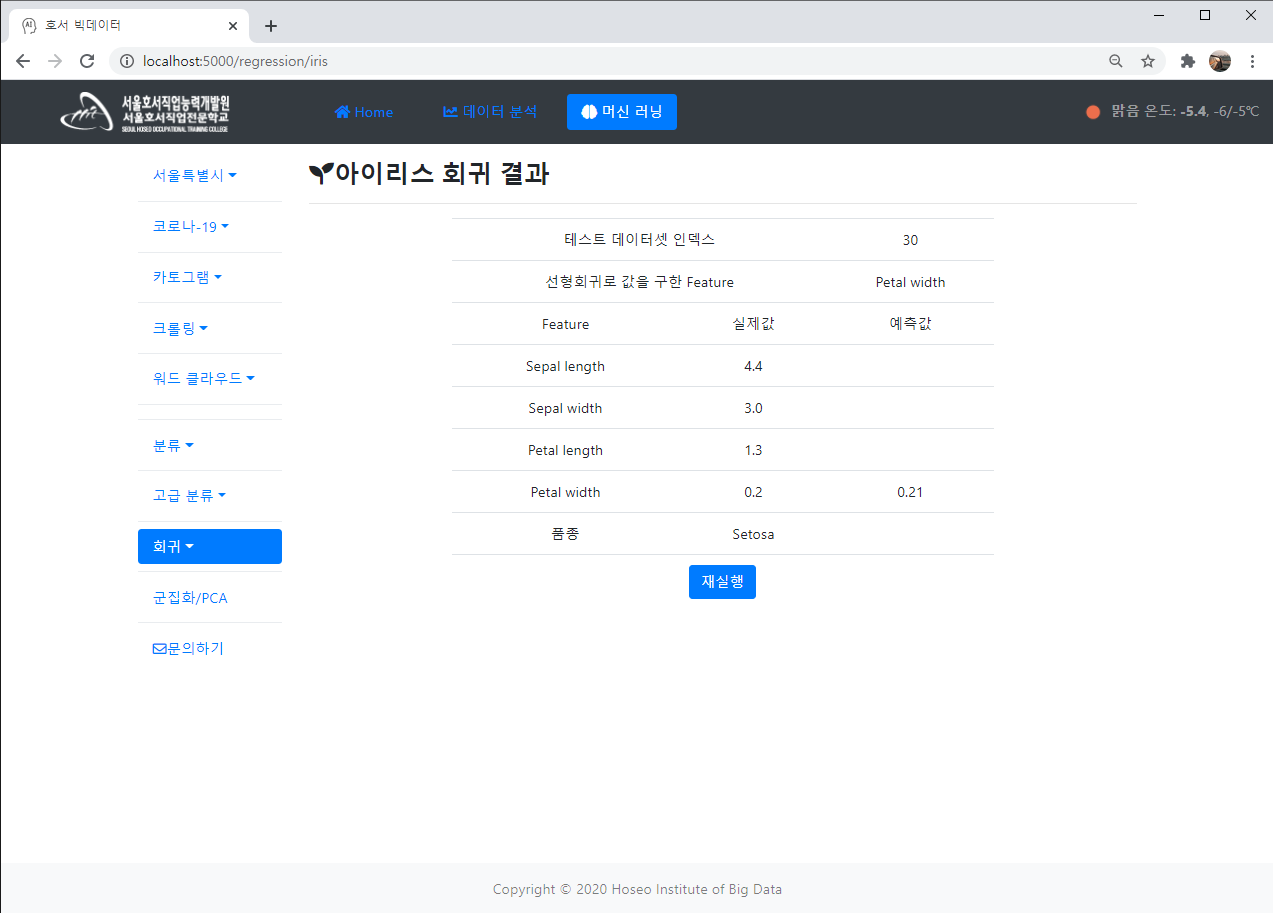 호서 빅데이터
localhost:5000/regression/iris
서울호서직업능력개발원
서울호서직업전문학교
SEOUL HOSEO OCCUPATIONAL TRAINING COLLEGE
Home 데이터 분석 머신 러닝 맑음 온도: -5.4, -6/-5℃
서울특별시
코로나-19
카토그램
크롤링
워드 클라우드
분류
고급 분류
회귀
군집화/PCA
문의하기
아이리스 회귀 결과
테스트 데이터셋 인덱스 30
선형회귀로 값을 구한 Feature Petal width
Feature 실제값 예측값
Sepal length 4.4
Sepal width 3.0
Petal length 1.3
Petal width 0.2 0.21
품종 Setosa
재실행
Copyright © 2020 Hoseo Institute of Big Data